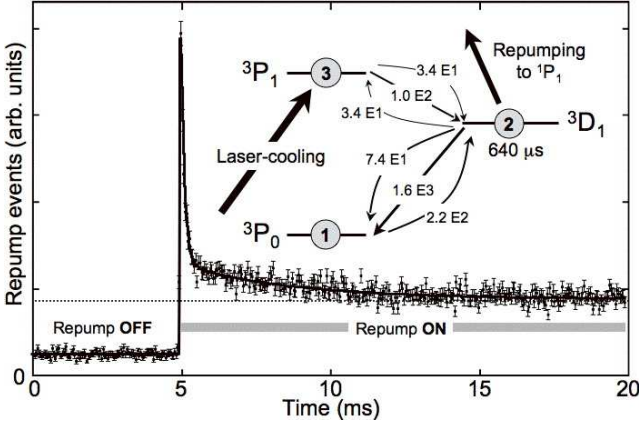 Repump events (arb. units)
0
³P₁
3
3.4 E1
1.0 E2
3.4 E1
Repumping
to ¹P₁
2
³D₁
640 μs
Laser-cooling
7.4 E1
1.6 E3
2.2 E2
³P₀
1
Repump OFF
Repump ON
0
5
10
15
20
Time (ms)